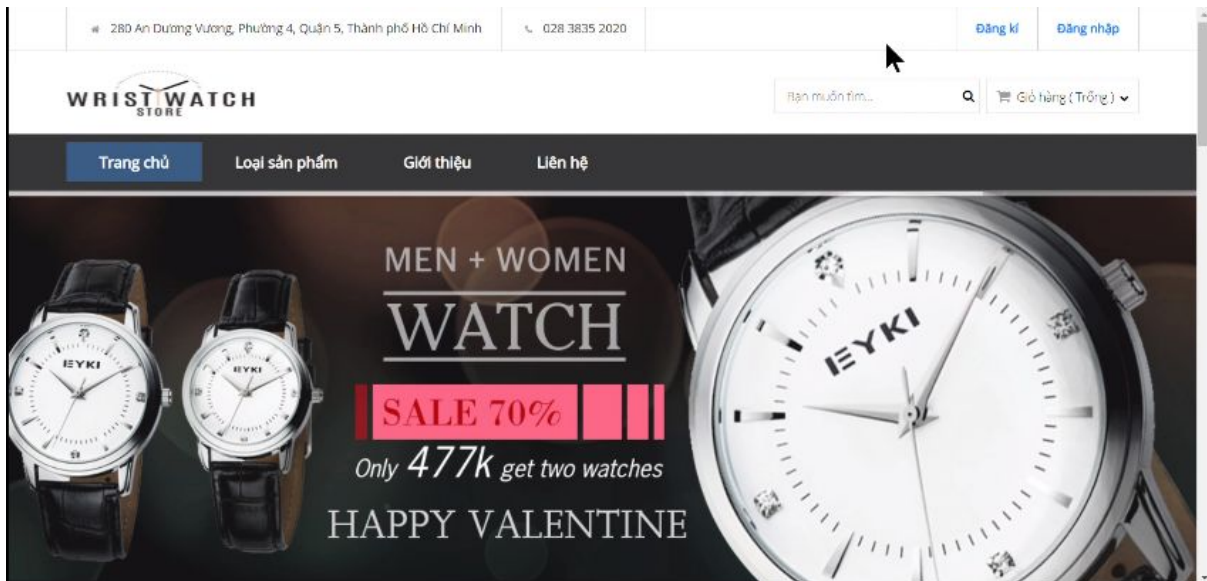 280 An Dương Vương, Phường 4, Quận 5, Thành phố Hồ Chí Minh
028 3835 2020
Đăng kí
Đăng nhập
WRIST WATCH
STORE
Bạn muốn tìm...
Giỏ hàng ( Trống )
Trang chủ
Loại sản phẩm
Giới thiệu
Liên hệ
MEN + WOMEN
WATCH
SALE 70%
Only 477k get two watches
HAPPY VALENTINE
EYKI
EYKI
EYKI